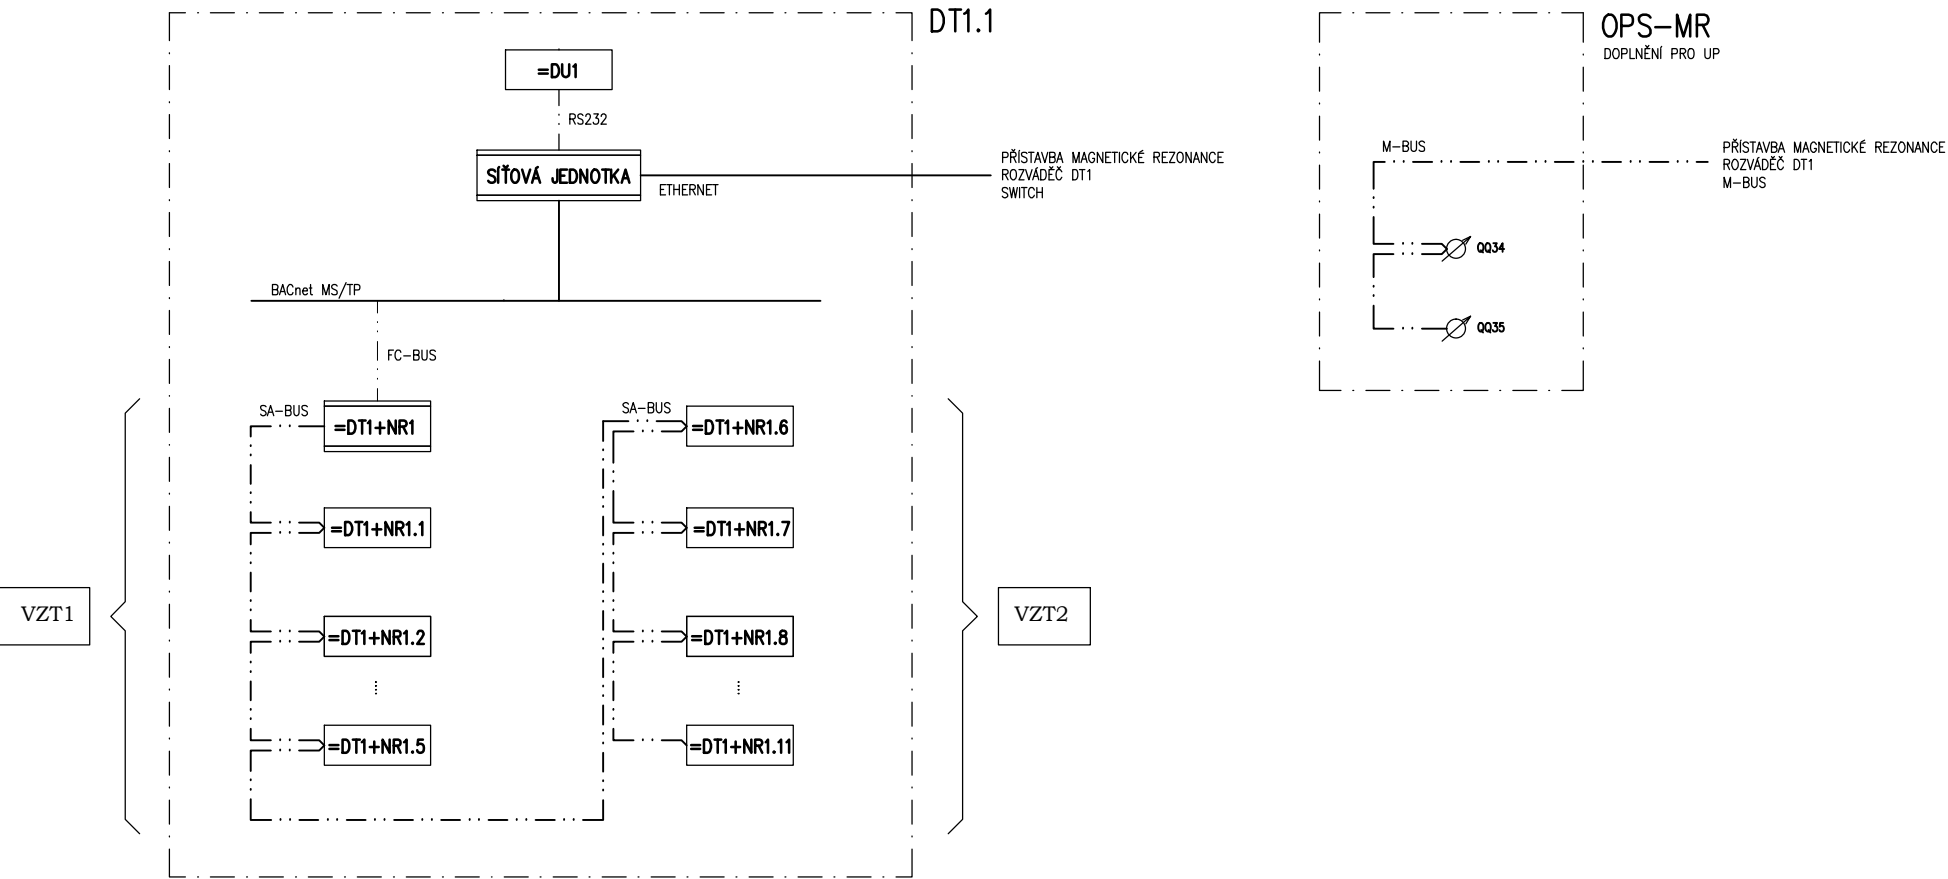 DT1.1
=DU1
RS232
SÍŤOVÁ JEDNOTKA
ETHERNET
PŘÍSTAVBA MAGNETICKÉ REZONANCE
ROZVÁDĚČ DT1
SWITCH
BACnet MS/TP
FC-BUS
SA-BUS
=DT1+NR1
=DT1+NR1.1
=DT1+NR1.2
=DT1+NR1.5
SA-BUS
=DT1+NR1.6
=DT1+NR1.7
=DT1+NR1.8
=DT1+NR1.11
VZT1
VZT2
OPS-MR
DOPLNĚNÍ PRO UP
M-BUS
PŘÍSTAVBA MAGNETICKÉ REZONANCE
ROZVÁDĚČ DT1
M-BUS
QQ34
QQ35